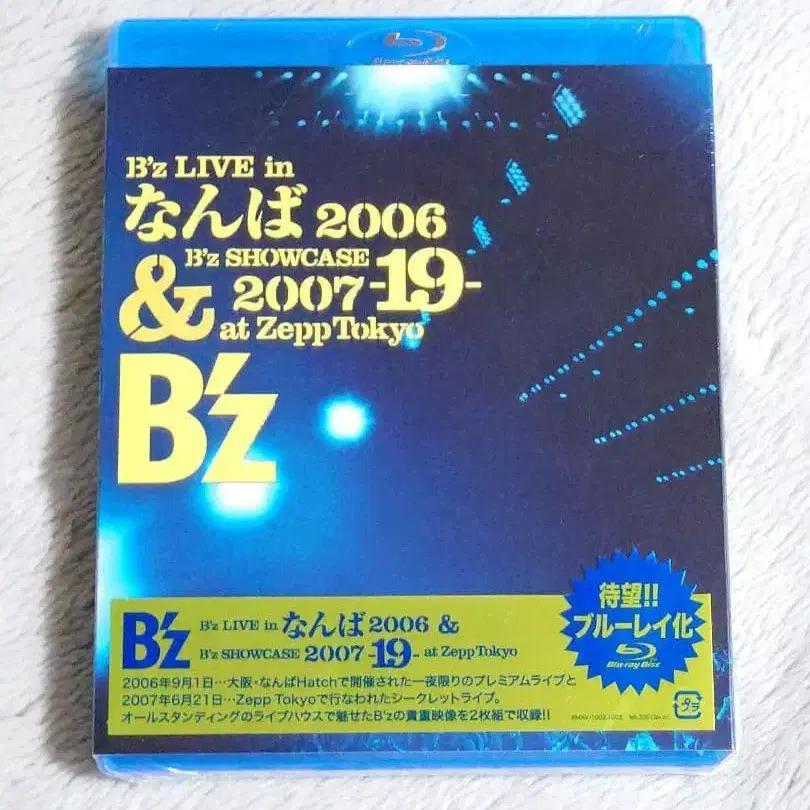 Blu-ray Disc
B'z LIVE in
なんば 2006
& B'z SHOWCASE
2007 -19-
at Zepp Tokyo
B'z
待望!!
ブルーレイ化
Blu-ray Disc
B'z B'z LIVE in なんば 2006 &
B'z SHOWCASE 2007 -19- at Zepp Tokyo
2006年9月1日…大阪・なんばHatchで開催された一夜限りのプレミアムライブと
2007年6月21日…Zepp Tokyoで行なわれたシークレットライブ。
オールスタンディングのライブハウスで魅せたB'zの貴重映像を2枚組で収録!!
プラ